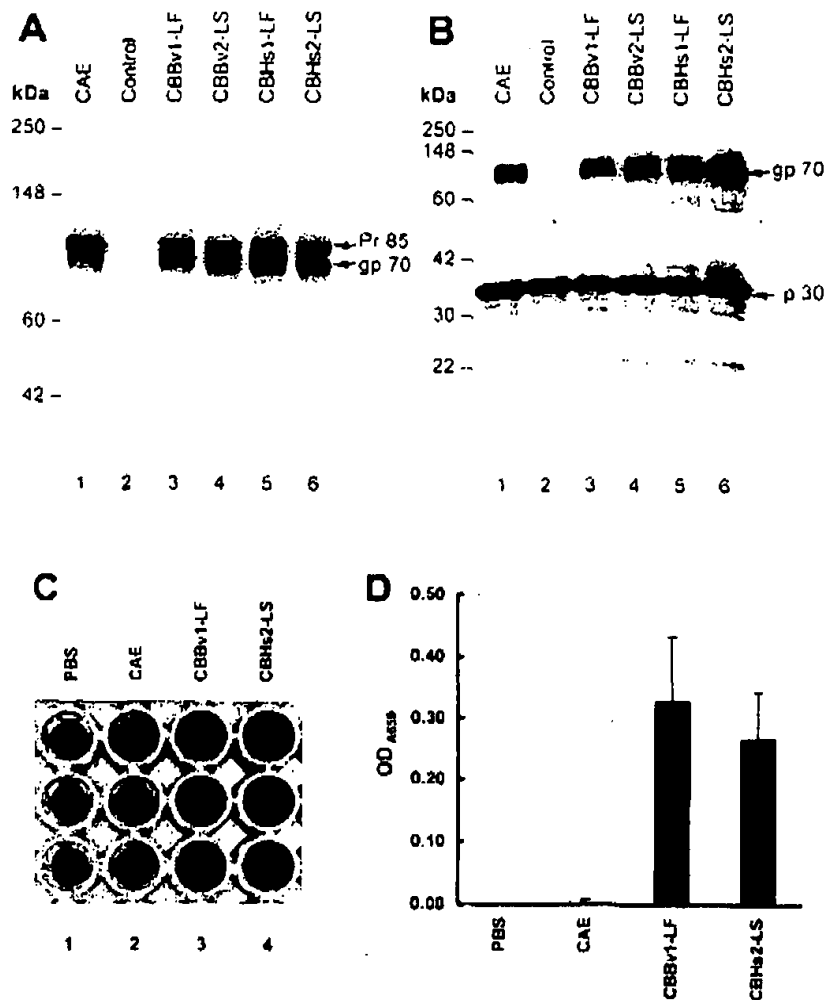 A
kDa
CAE
Control
CBBv1-LF
CBBv2-LS
CBHs1-LF
CBHs2-LS
250 –
148 –
60 –
42 –
Pr 85
gp 70
1 2 3 4 5 6
B
kDa
CAE
Control
CBBv1-LF
CBBv2-LS
CBHs1-LF
CBHs2-LS
250 –
148 –
60 –
42 –
30 –
22 –
gp 70
p 30
1 2 3 4 5 6
C
PBS
CAE
CBBv1-LF
CBHs2-LS
1 2 3 4
D
0.50
0.40
0.30
0.20
0.10
0.00
OD
PBS
CAE
CBBv1-LF
CBHs2-LS